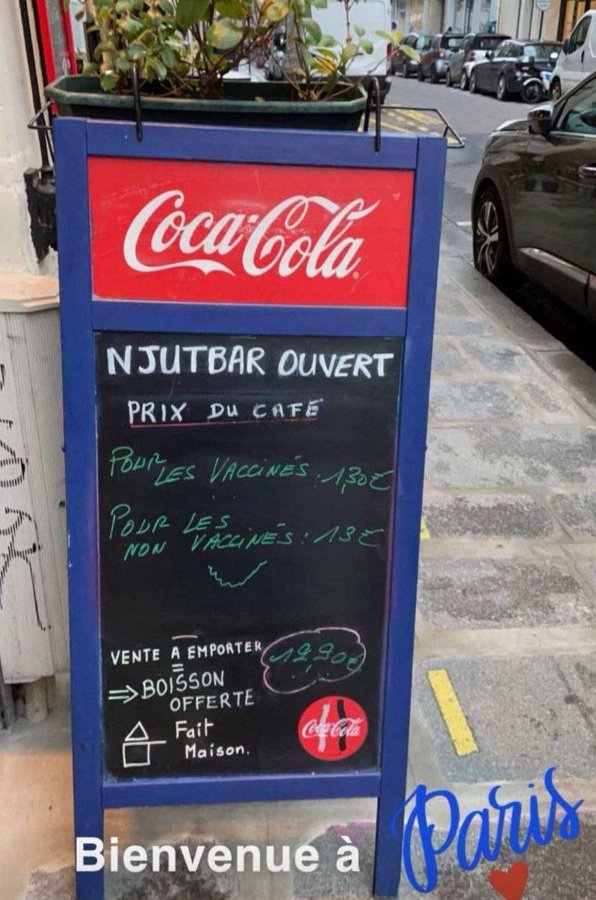 Coca-Cola
NJUTBAR OUVERT
PRIX DU CAFÉ
POUR
LES VACCINÉS : 1,30€
POUR LES
NON VACCINÉS : 13€
VENTE A EMPORTER
=
12,90€
⇒ BOISSON
OFFERTE
Fait
Maison.
Coca-Cola
Bienvenue à Paris